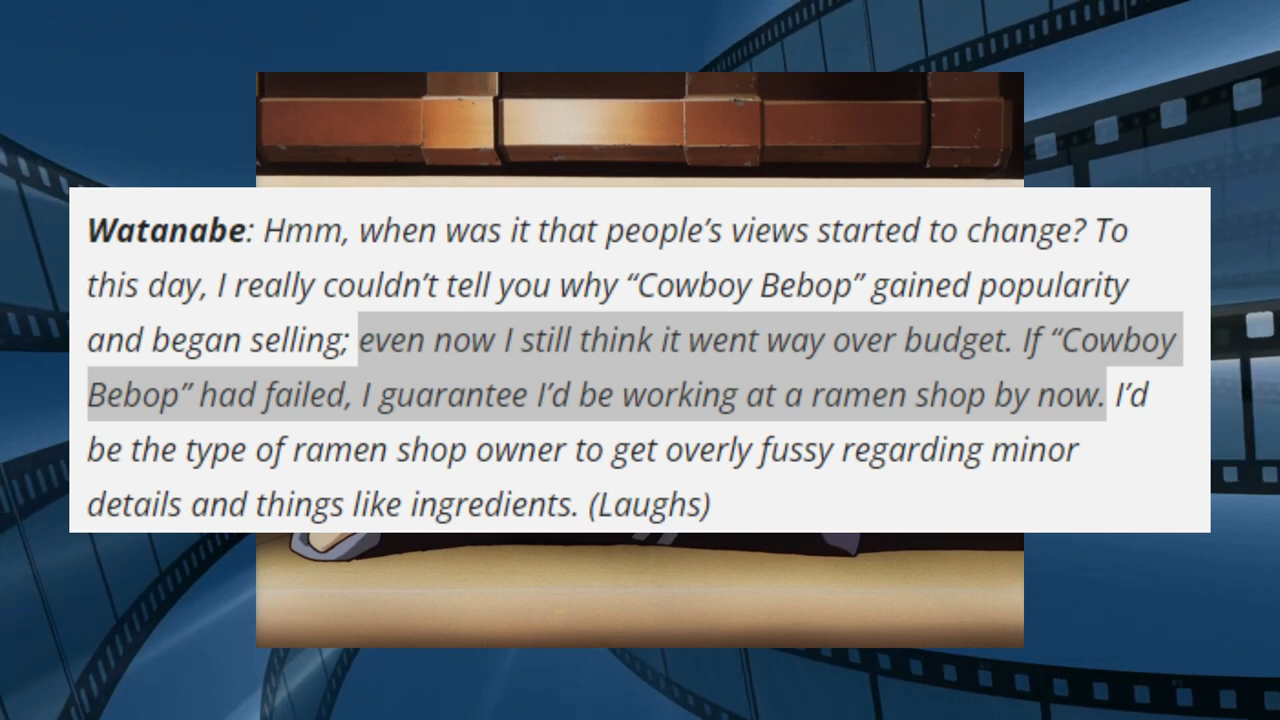 Watanabe: Hmm, when was it that people’s views started to change? To
this day, I really couldn’t tell you why “Cowboy Bebop” gained popularity
and began selling; even now I still think it went way over budget. If “Cowboy
Bebop” had failed, I guarantee I’d be working at a ramen shop by now. I’d
be the type of ramen shop owner to get overly fussy regarding minor
details and things like ingredients. (Laughs)